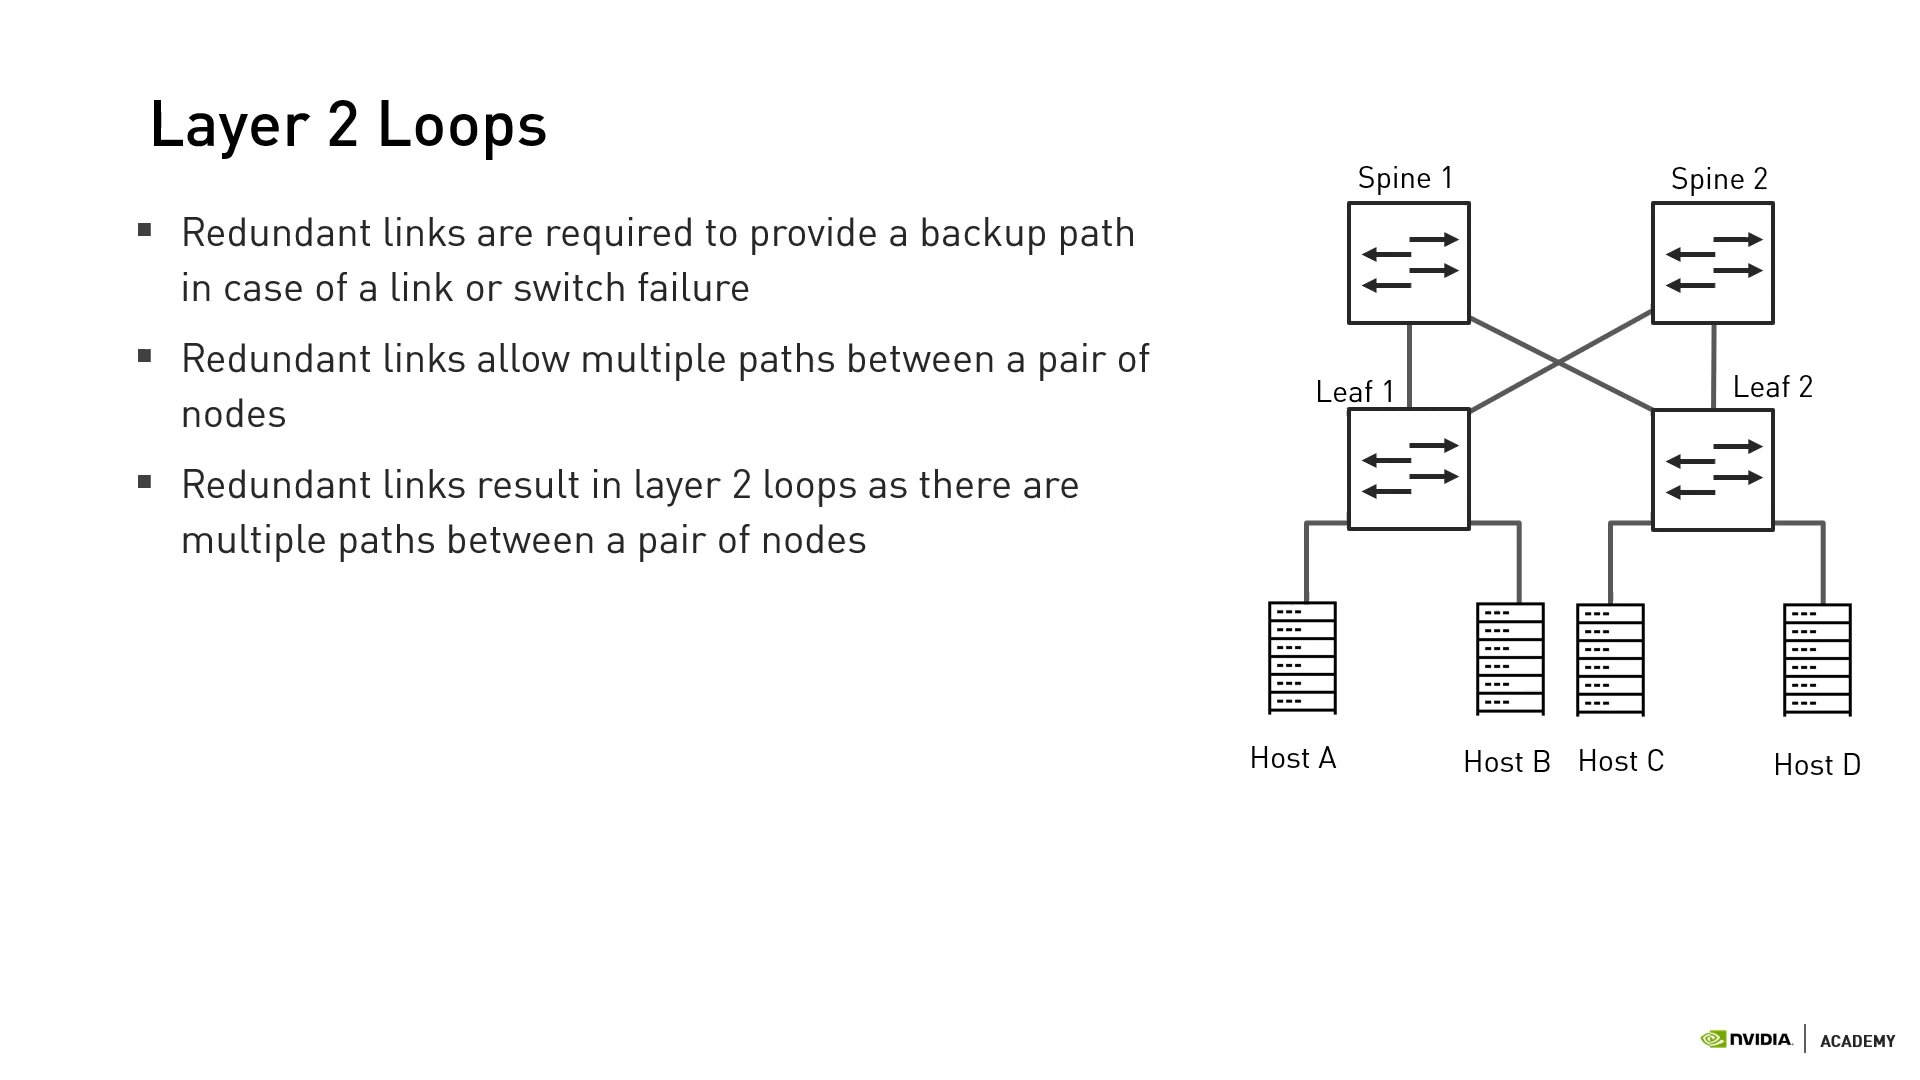 Layer 2 Loops
Redundant links are required to provide a backup path
in case of a link or switch failure
Redundant links allow multiple paths between a pair of
nodes
Redundant links result in layer 2 loops as there are
multiple paths between a pair of nodes
Spine 1
Spine 2
Leaf 1
Leaf 2
Host A
Host B
Host C
Host D
NVIDIA. ACADEMY